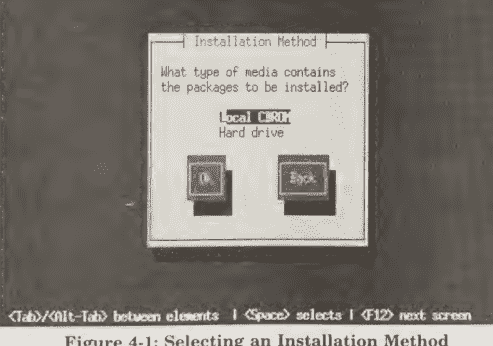 Installation Method
What type of media contains
the packages to be installed?
Local CDROM
Hard drive
Ok Back
<Tab>/<Alt-Tab> between elements | <Space> selects | <F12> next screen
Figure 4-1: Selecting an Installation Method